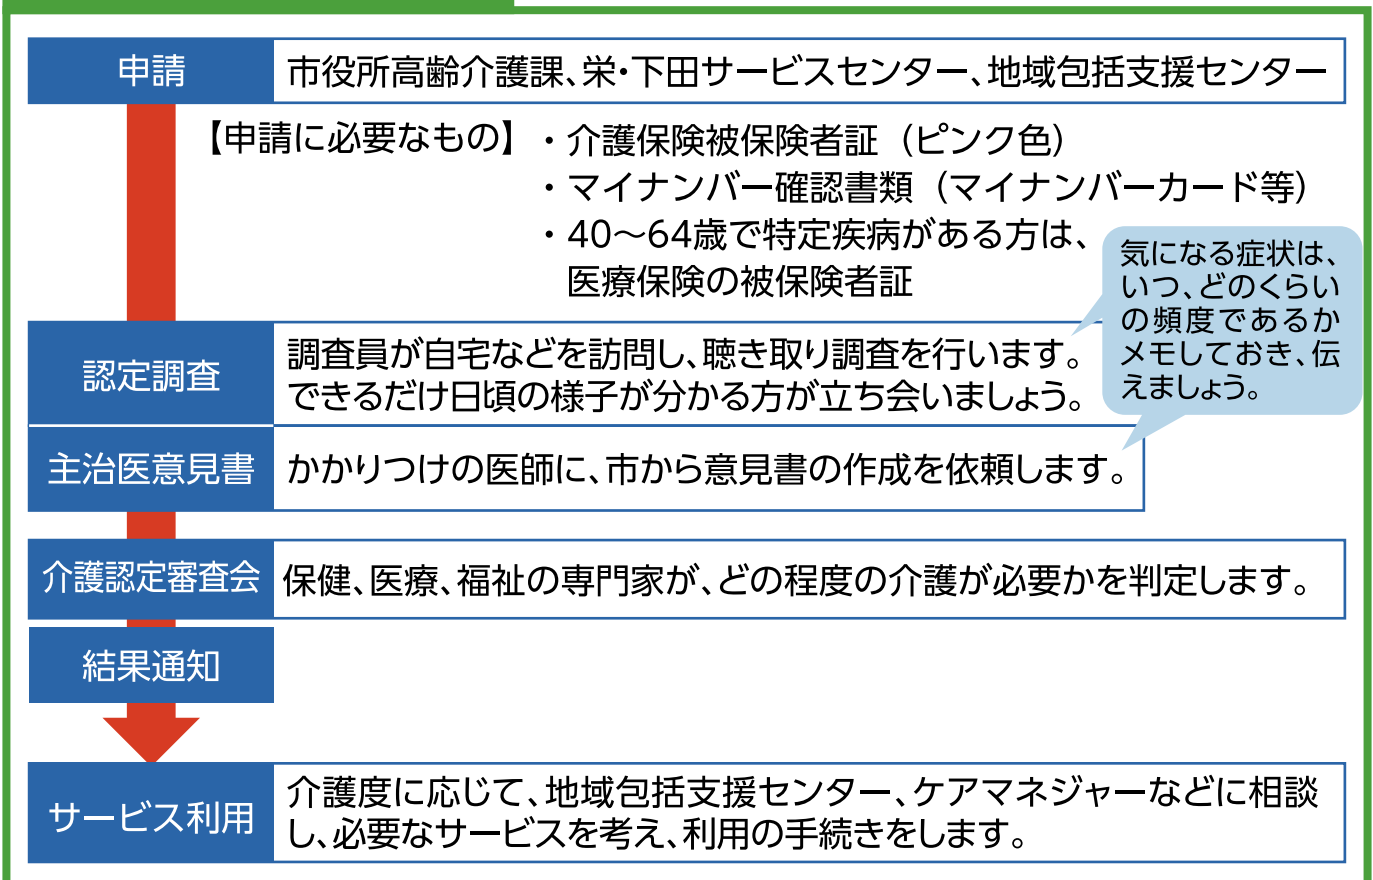 申請
市役所高齢介護課、栄・下田サービスセンター、地域包括支援センター
【申請に必要なもの】
・介護保険被保険者証（ピンク色）
・マイナンバー確認書類（マイナンバーカード等）
・40～64歳で特定疾病がある方は、
医療保険の被保険者証
気になる症状は、
いつ、どのくらい
の頻度であるか
メモしておき、伝
えましょう。
認定調査
調査員が自宅などを訪問し、聴き取り調査を行います。
できるだけ日頃の様子が分かる方が立ち会いましょう。
主治医意見書
かかりつけの医師に、市から意見書の作成を依頼します。
介護認定審査会
保健、医療、福祉の専門家が、どの程度の介護が必要かを判定します。
結果通知
サービス利用
介護度に応じて、地域包括支援センター、ケアマネジャーなどに相談
し、必要なサービスを考え、利用の手続きをします。